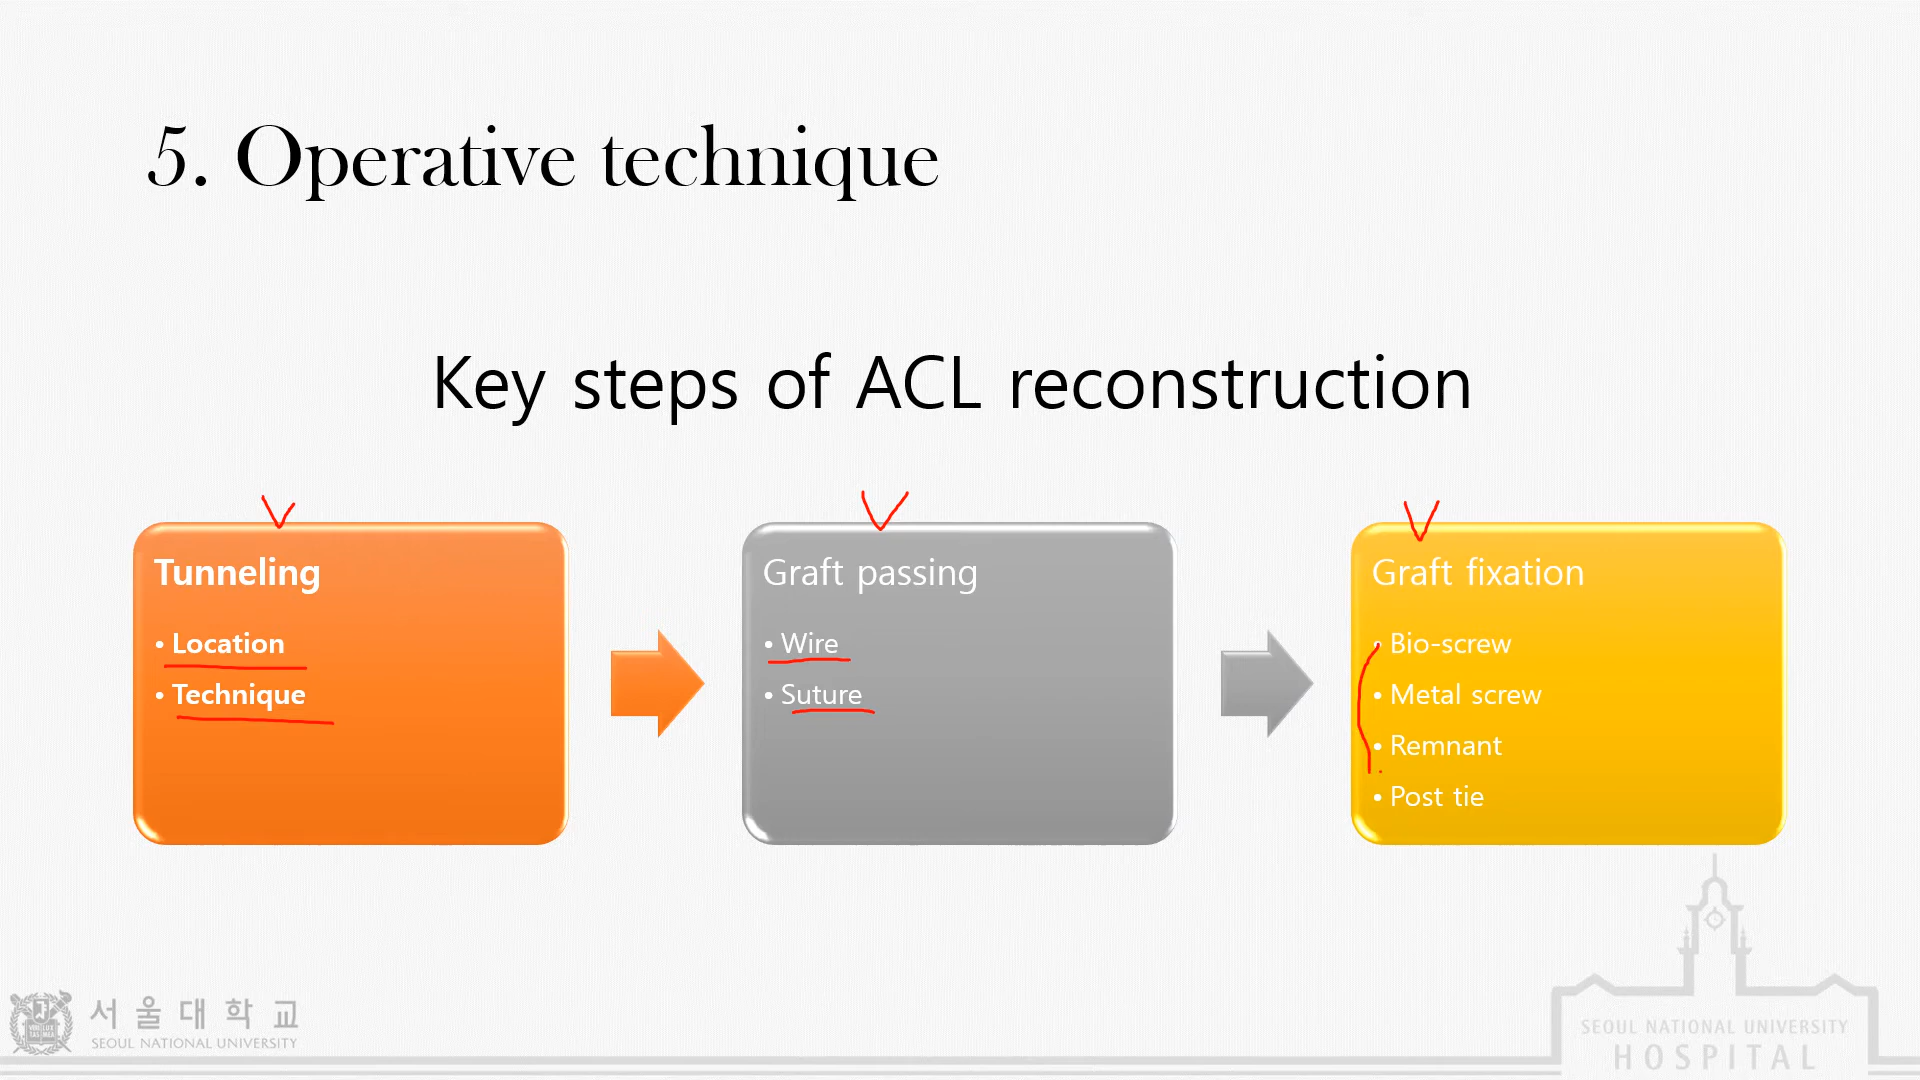 5. Operative technique
Key steps of ACL reconstruction
Tunneling
• Location
• Technique
Graft passing
• Wire
• Suture
Graft fixation
• Bio-screw
• Metal screw
• Remnant
• Post tie
서울대학교
SEOUL NATIONAL UNIVERSITY
SEOUL NATIONAL UNIVERSITY
HOSPITAL